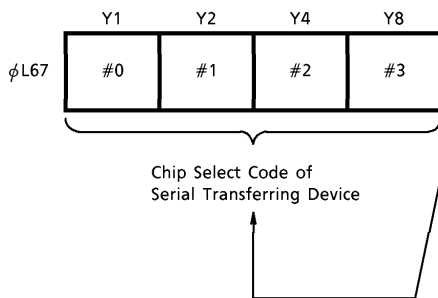 Y1 Y2 Y4 Y8
φL67 #0 #1 #2 #3
Chip Select Code of
Serial Transferring Device